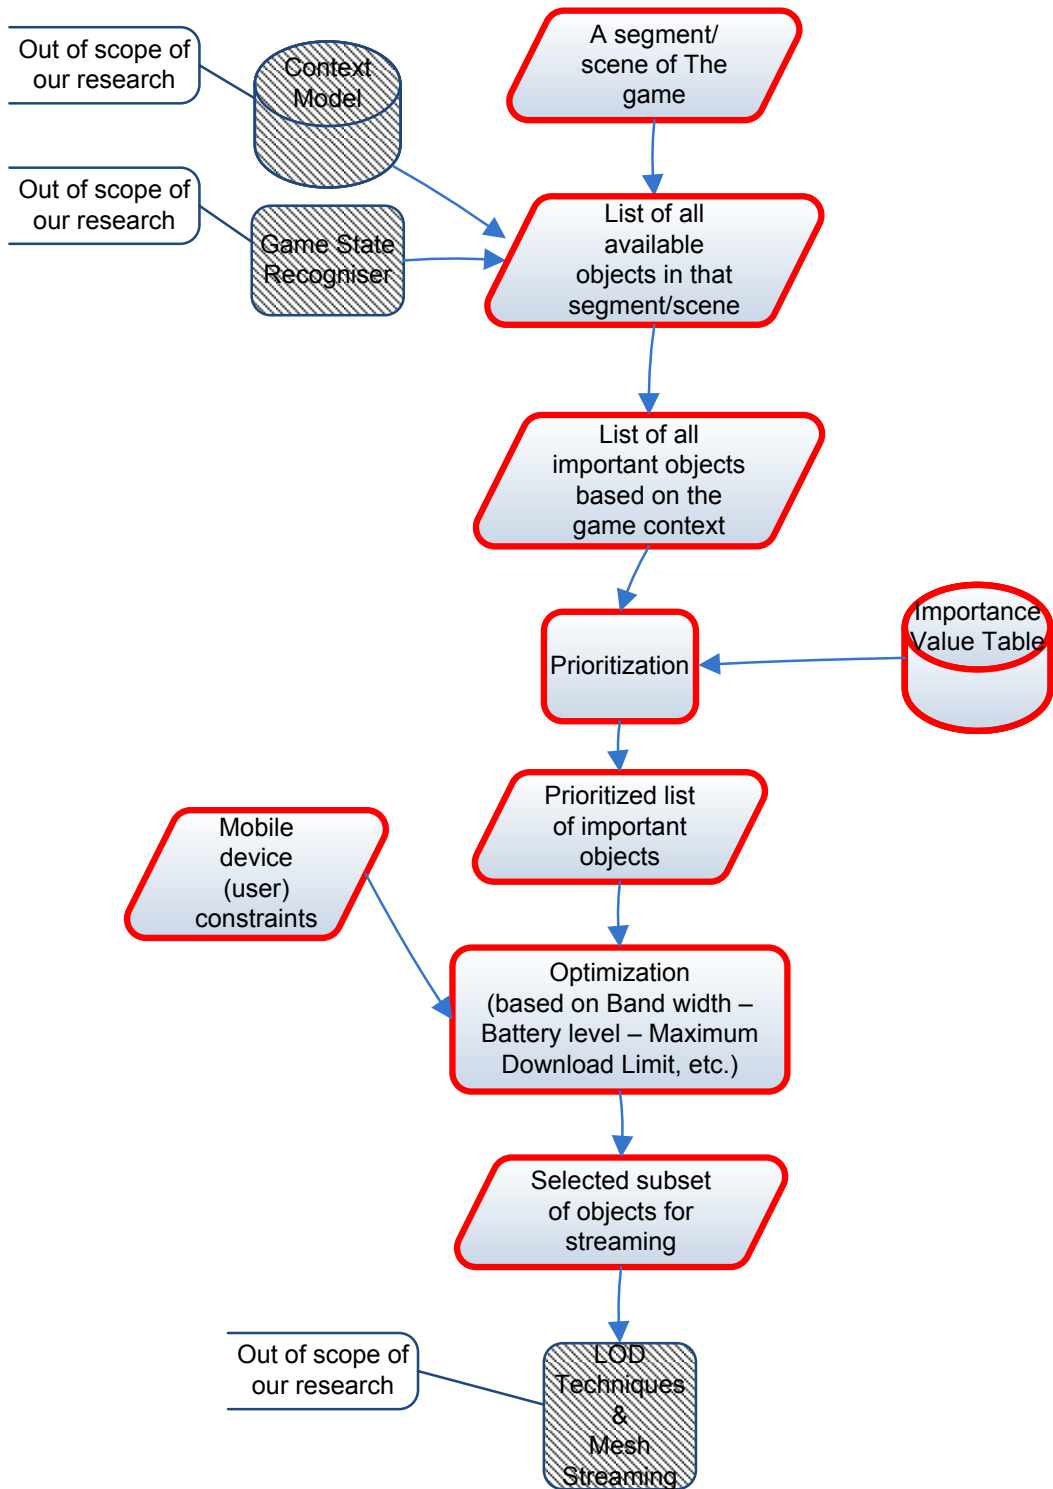 Out of scope of
our research
Context
Model
A segment/
scene of The
game
Out of scope of
our research
Game State
Recogniser
List of all
available
objects in that
segment/scene
List of all
important objects
based on the
game context
Prioritization
Importance
Value Table
Prioritized list
of important
objects
Mobile
device
(user)
constraints
Optimization
(based on Band width –
Battery level – Maximum
Download Limit, etc.)
Selected subset
of objects for
streaming
Out of scope of
our research
LOD
Techniques
&
Mesh
Streaming